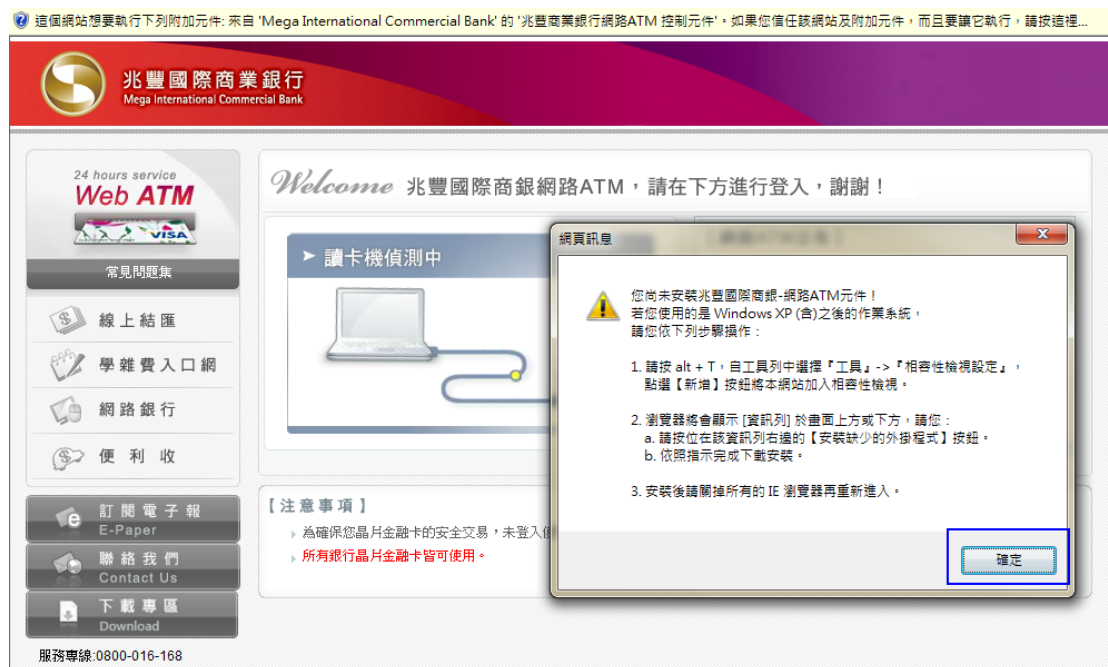 這個網站想要執行下列附加元件: 來自 'Mega International Commercial Bank' 的 '兆豐商業銀行網路ATM 控制元件'。如果您信任該網站及附加元件，而且要讓它執行，請按這裡...
兆豐國際商業銀行
Mega International Commercial Bank
24 hours service
Web ATM
VISA
常見問題集
線上結匯
學雜費入口網
網路銀行
便利收
訂閱電子報
E-Paper
聯絡我們
Contact Us
下載專區
Download
服務專線:0800-016-168
Welcome 兆豐國際商銀網路ATM，請在下方進行登入，謝謝！
讀卡機偵測中
【注意事項】
為確保您晶片金融卡的安全交易，未登入
所有銀行晶片金融卡皆可使用。
網頁訊息
您尚未安裝兆豐國際商銀-網路ATM元件！
若您使用的是 Windows XP (含)之後的作業系統，
請您依下列步驟操作：
1. 請按 alt + T，自工具列中選擇『工具』->『相容性檢視設定』，
點選【新增】按鈕將本網站加入相容性檢視。
2. 瀏覽器將會顯示 [資訊列] 於畫面上方或下方，請您：
a. 請按位在該資訊列右邊的【安裝缺少的外掛程式】按鈕。
b. 依照指示完成下載安裝。
3. 安裝後請關掉所有的 IE 瀏覽器再重新進入。
確定